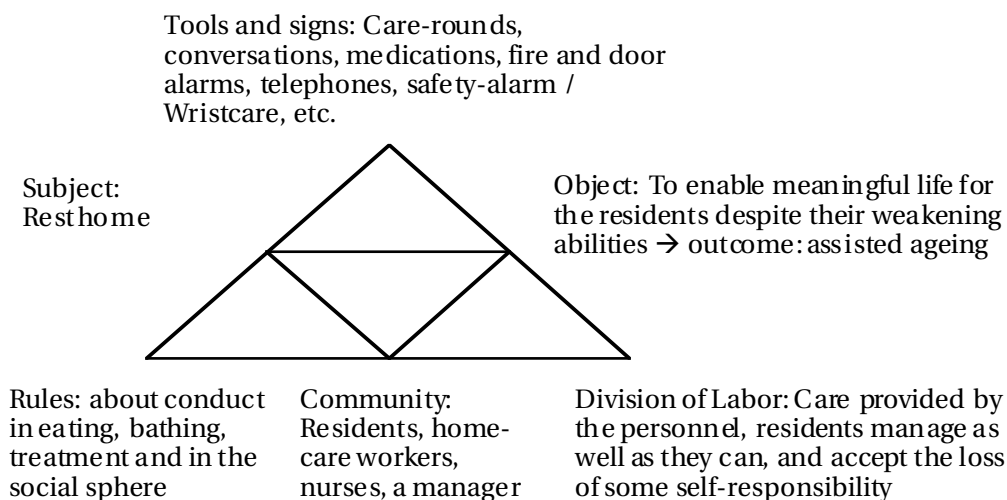 Tools and signs: Care-rounds,
conversations, medications, fire and door
alarms, telephones, safety-alarm /
Wristcare, etc.
Subject:
Resthome
Object: To enable meaningful life for
the residents despite their weakening
abilities → outcome: assisted ageing
Rules: about conduct
in eating, bathing,
treatment and in the
social sphere
Community:
Residents, home-
care workers,
nurses, a manager
Division of Labor: Care provided by
the personnel, residents manage as
well as they can, and accept the loss
of some self-responsibility